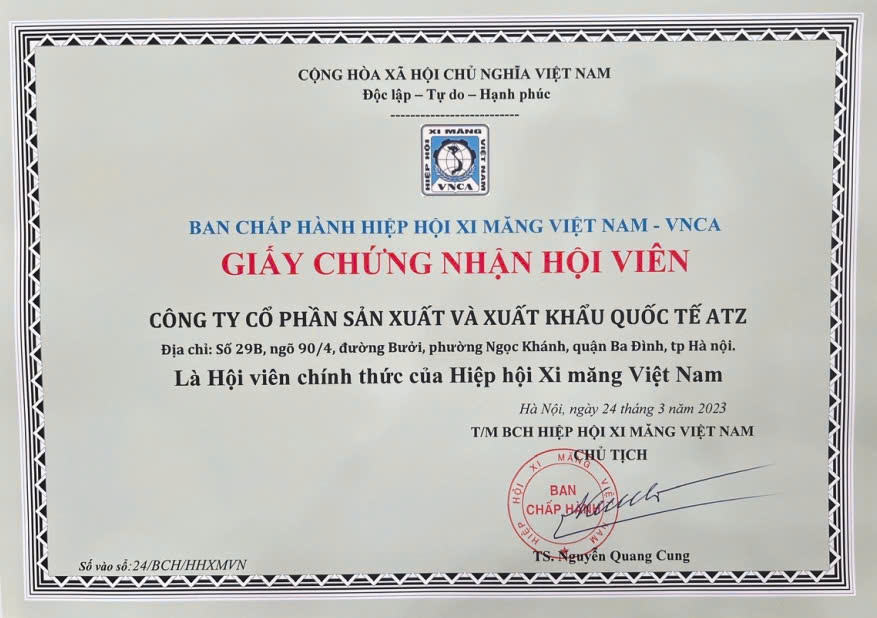 CỘNG HÒA XÃ HỘI CHỦ NGHĨA VIỆT NAM
Độc lập – Tự do – Hạnh phúc
XI MĂNG
HIỆP HỘI
VIỆT NAM
VNCA
BAN CHẤP HÀNH HIỆP HỘI XI MĂNG VIỆT NAM - VNCA
GIẤY CHỨNG NHẬN HỘI VIÊN
CÔNG TY CỔ PHẦN SẢN XUẤT VÀ XUẤT KHẨU QUỐC TẾ ATZ
Địa chỉ: Số 29B, ngõ 90/4, đường Bưởi, phường Ngọc Khánh, quận Ba Đình, tp Hà nội.
Là Hội viên chính thức của Hiệp hội Xi măng Việt Nam
Hà Nội, ngày 24 tháng 3 năm 2023
T/M BCH HIỆP HỘI XI MĂNG VIỆT NAM
CHỦ TỊCH
HIỆP HỘI XI MĂNG VIỆT NAM
BAN
CHẤP HÀNH
TS. Nguyễn Quang Cung
Số vào sổ:24/BCH/HHXMVN